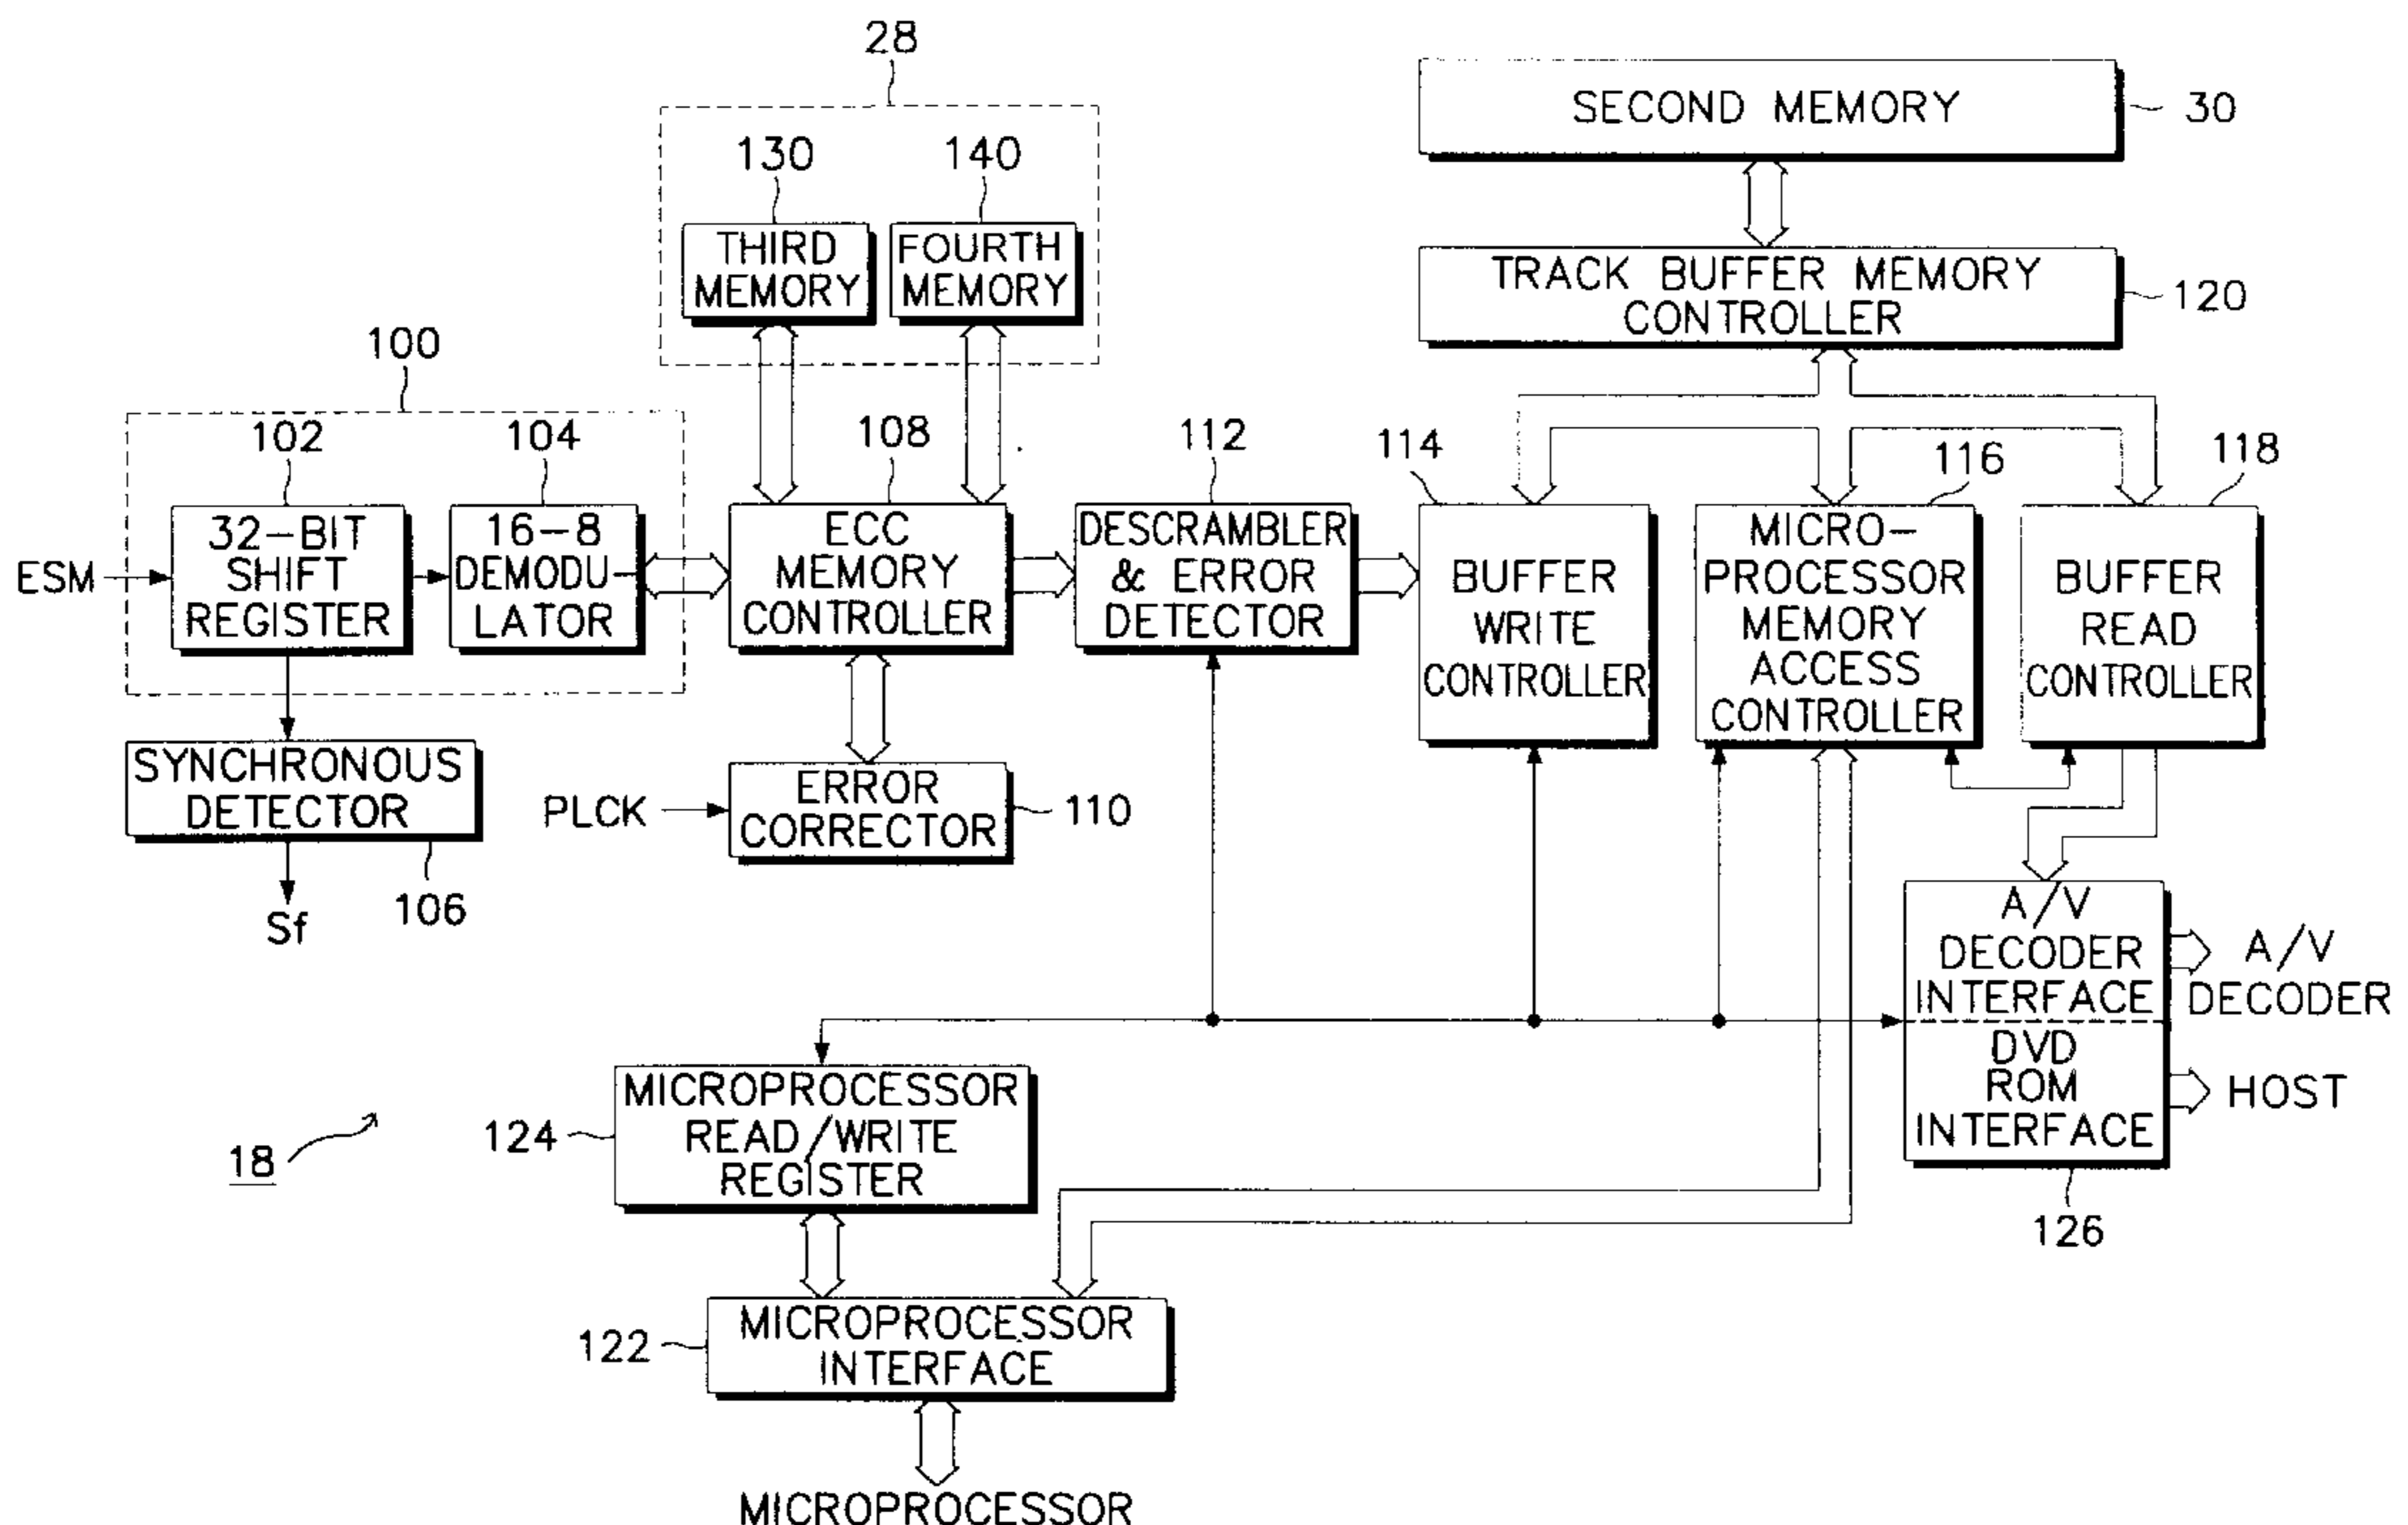 28
SECOND MEMORY
30
130
140
THIRD
MEMORY
FOURTH
MEMORY
TRACK BUFFER MEMORY
CONTROLLER
120
100
102
104
108
112
114
116
118
ESM
32-BIT
SHIFT
REGISTER
16-8
DEMODU-
LATOR
ECC
MEMORY
CONTROLLER
DESCRAMBLER
& ERROR
DETECTOR
BUFFER
WRITE
CONTROLLER
MICRO-
PROCESSOR
MEMORY
ACCESS
CONTROLLER
BUFFER
READ
CONTROLLER
SYNCHRONOUS
DETECTOR
106
Sf
PLCK
ERROR
CORRECTOR
110
A/V
DECODER
INTERFACE
A/V
DECODER
DVD
ROM
INTERFACE
HOST
126
MICROPROCESSOR
READ/WRITE
REGISTER
124
18
MICROPROCESSOR
INTERFACE
122
MICROPROCESSOR